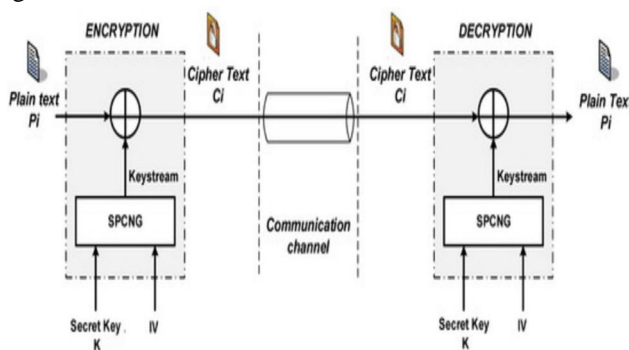 ENCRYPTION
Plain text
Pi
Cipher Text
Ci
Keystream
SPCNG
Secret Key .
K
IV
Communication
channel
Cipher Text
Ci
DECRYPTION
Plain Tex
Pi
Keystream
SPCNG
Secret Key
K
IV